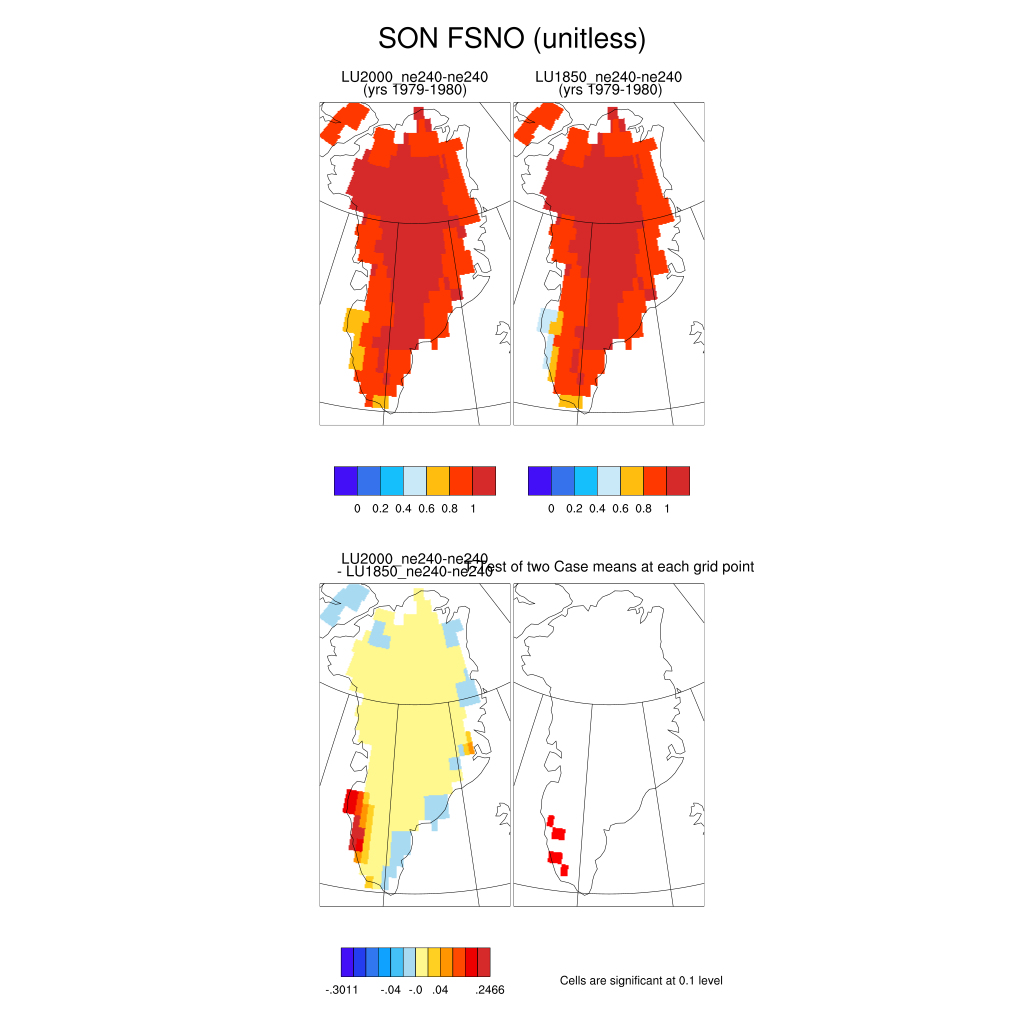 SON FSNO (unitless)
LU2000_ne240-ne240
(yrs 1979-1980)
LU1850_ne240-ne240
(yrs 1979-1980)
0 0.2 0.4 0.6 0.8 1
0 0.2 0.4 0.6 0.8 1
LU2000_ne240-ne240
- LU1850_ne240-ne240
T-Test of two Case means at each grid point
-.3011 -.04 -.0 .04 .2466
Cells are significant at 0.1 level